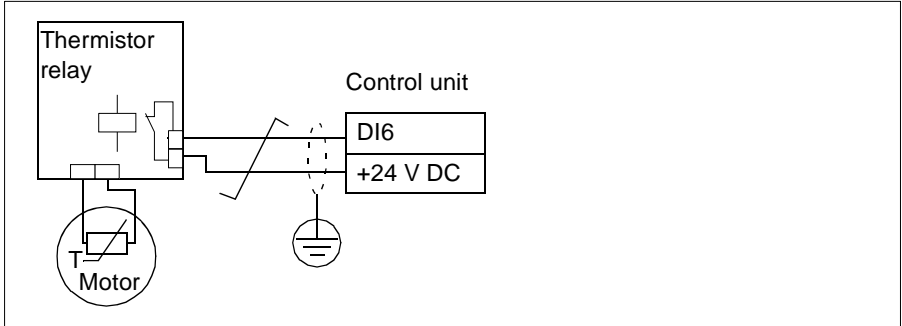 Thermistor
relay
Control unit
DI6
+24 V DC
T
Motor